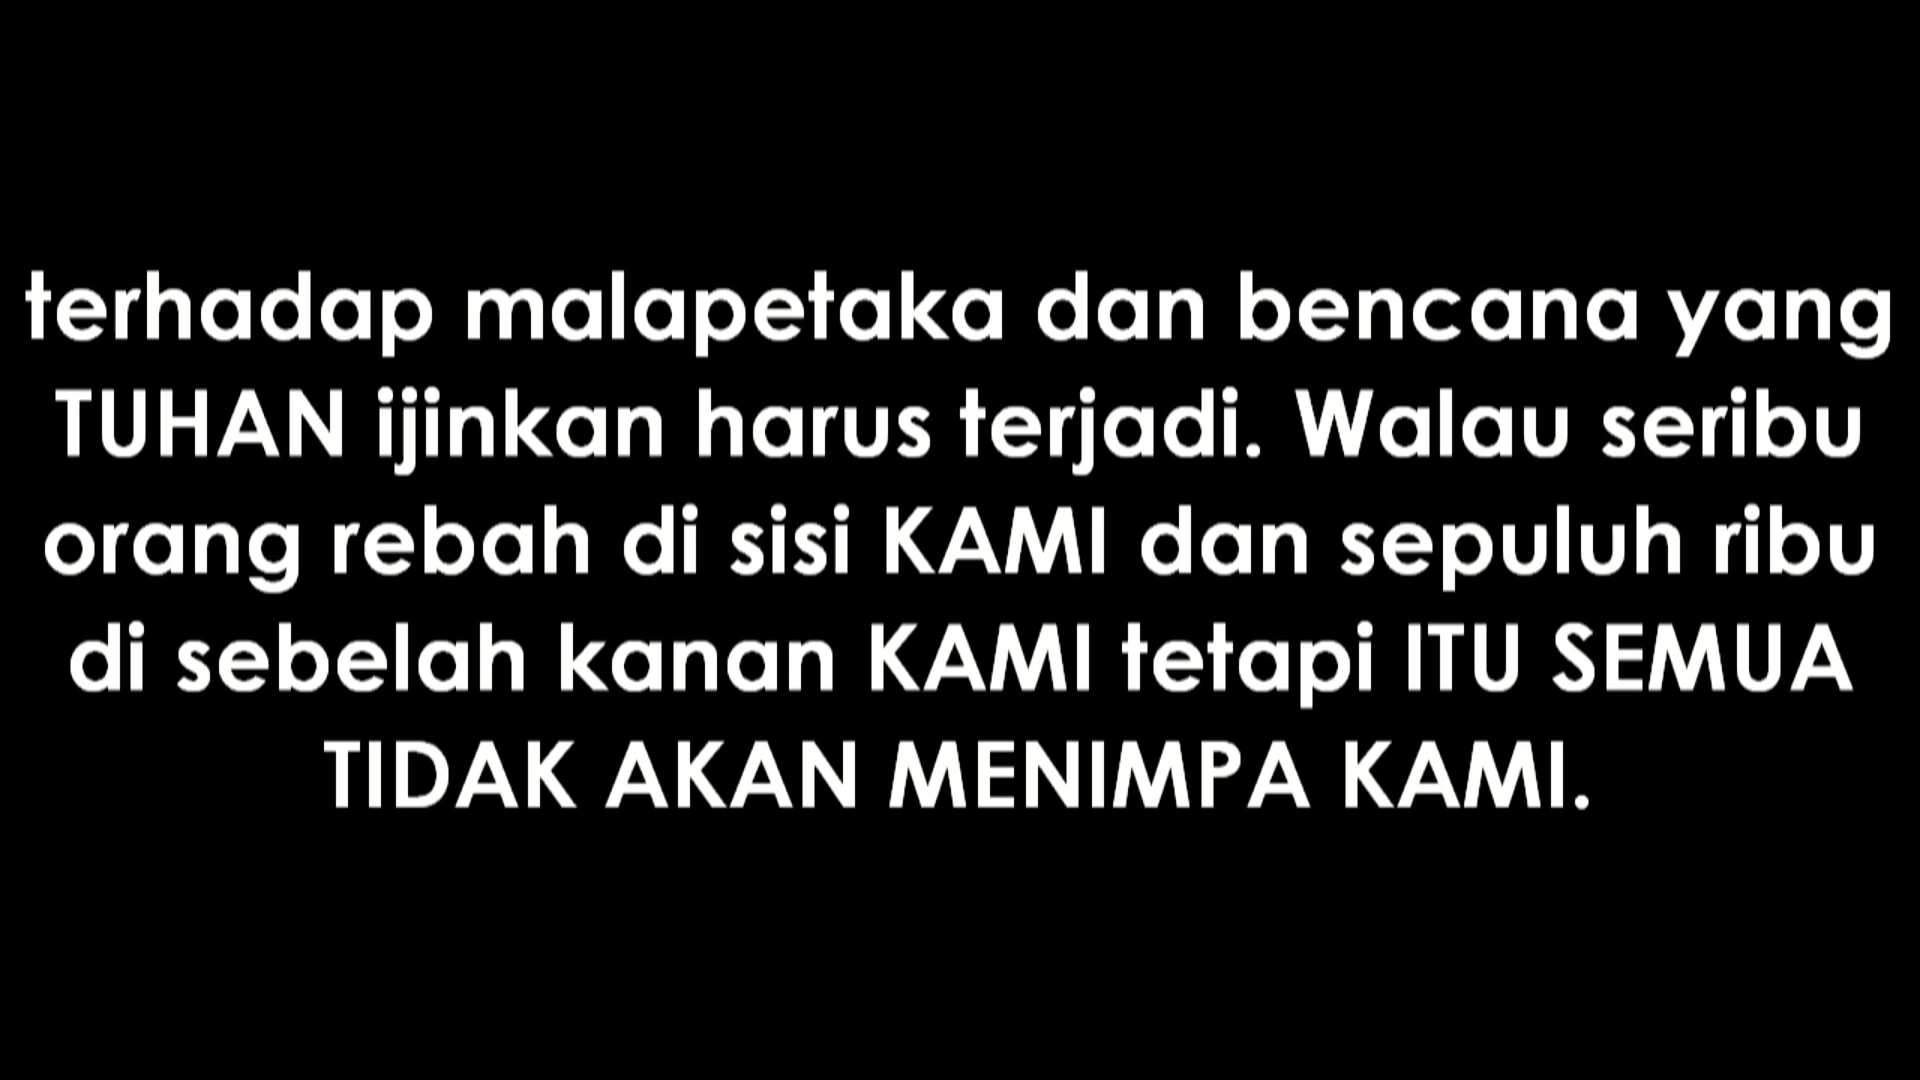 terhadap malapetaka dan bencana yang
TUHAN ijinkan harus terjadi. Walau seribu
orang rebah di sisi KAMI dan sepuluh ribu
di sebelah kanan KAMI tetapi ITU SEMUA
TIDAK AKAN MENIMPA KAMI.